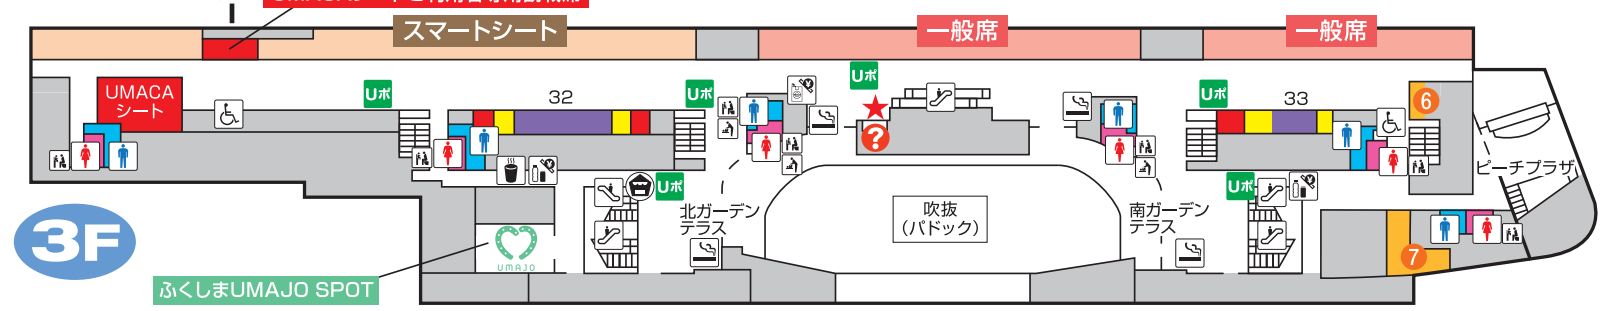 スマートシート
一般席
一般席
UMACA
シート
Uポ
32
Uポ
Uポ
Uポ
33
6
?
ピーチプラザ
Uポ
Uポ
北ガーデン
テラス
吹抜
(パドック)
南ガーデン
テラス
3F
UMAJO
7
ふくしまUMAJO SPOT